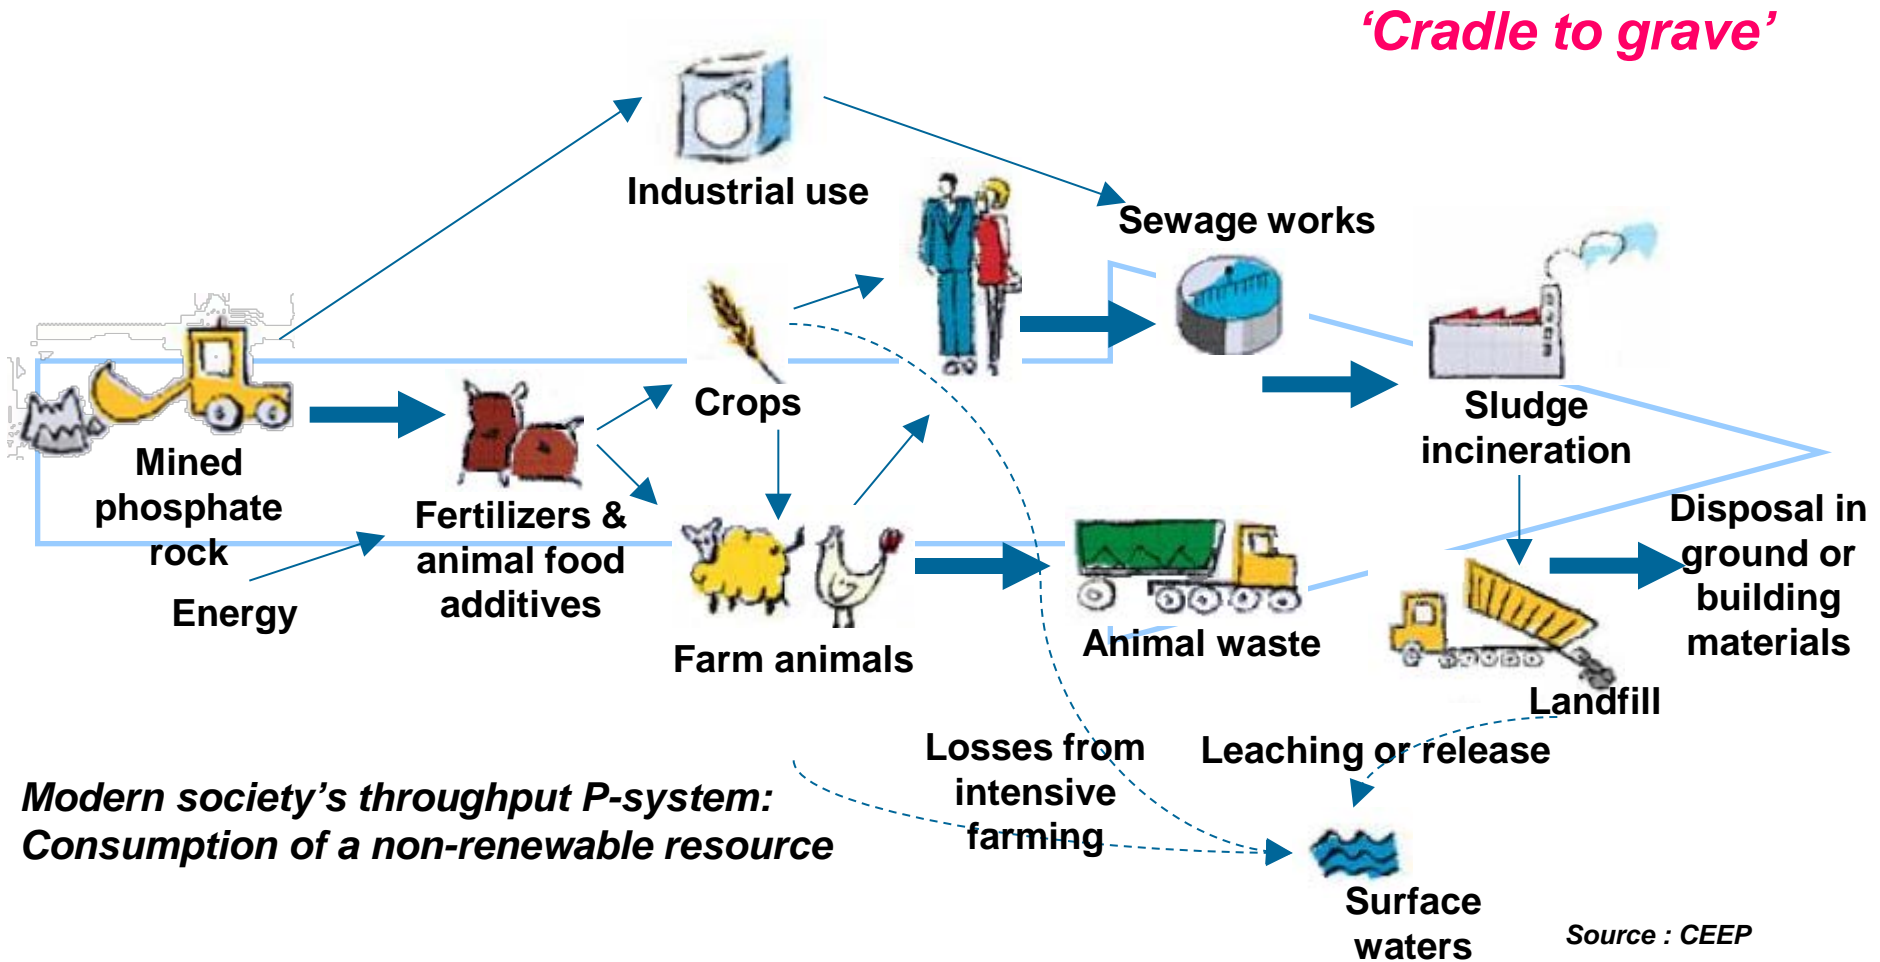 ‘Cradle to grave’
Industrial use
Sewage works
Crops
Sludge
incineration
Mined
phosphate
rock
Fertilizers &
animal food
additives
Energy
Farm animals
Animal waste
Disposal in
ground or
building
materials
Landfill
Losses from
intensive
farming
Leaching or release
Modern society’s throughput P-system:
Consumption of a non-renewable resource
Surface
waters
Source : CEEP